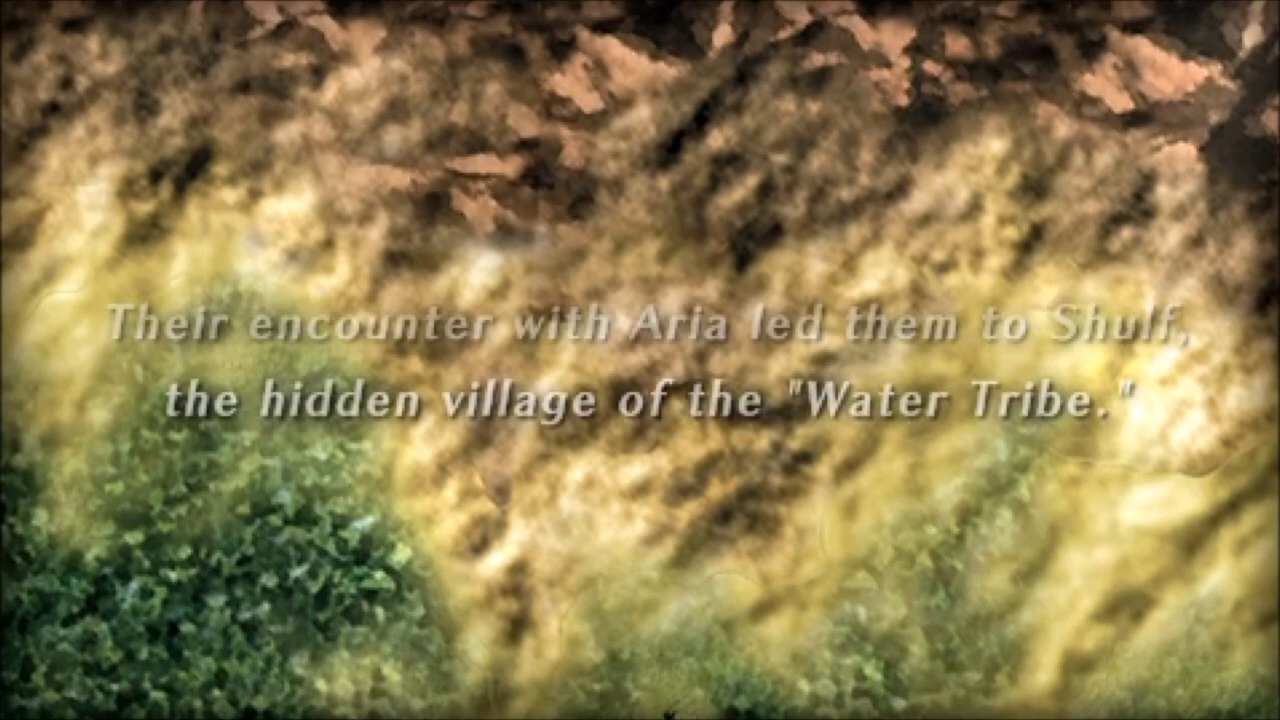 Their encounter with Aria led them to Shulf,
the hidden village of the "Water Tribe."